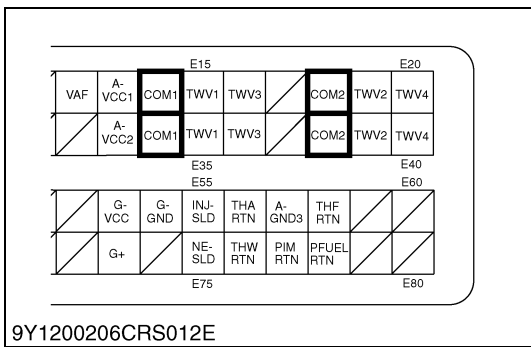 E15 E20
VAF A-VCC1 COM1 TWV1 TWV3 COM2 TWV2 TWV4
A-VCC2 COM1 TWV1 TWV3 COM2 TWV2 TWV4
E35 E40
E55 E60
G-VCC G-GND INJ-SLD THA RTN A-GND3 THF RTN
G+ NE-SLD THW RTN PIM RTN PFUEL RTN
E75 E80
9Y1200206CRS012E